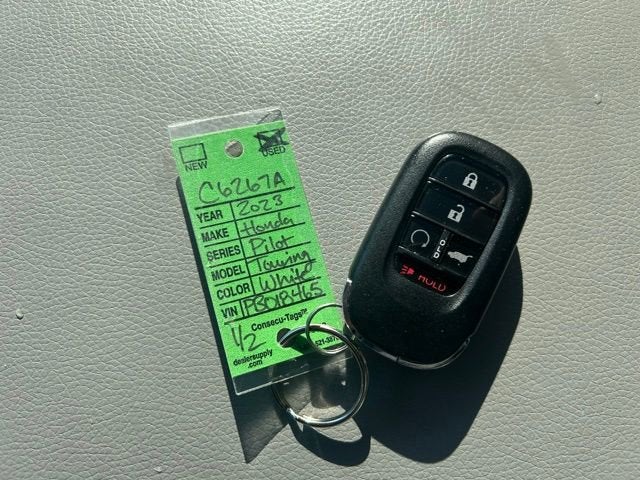 NEW
USED
C6267A
YEAR 2023
MAKE Honda
SERIES Pilot
MODEL Touring
COLOR White
VIN PB018465
1/2 Consecu-Tags™
dealersupply
.com
HOLD